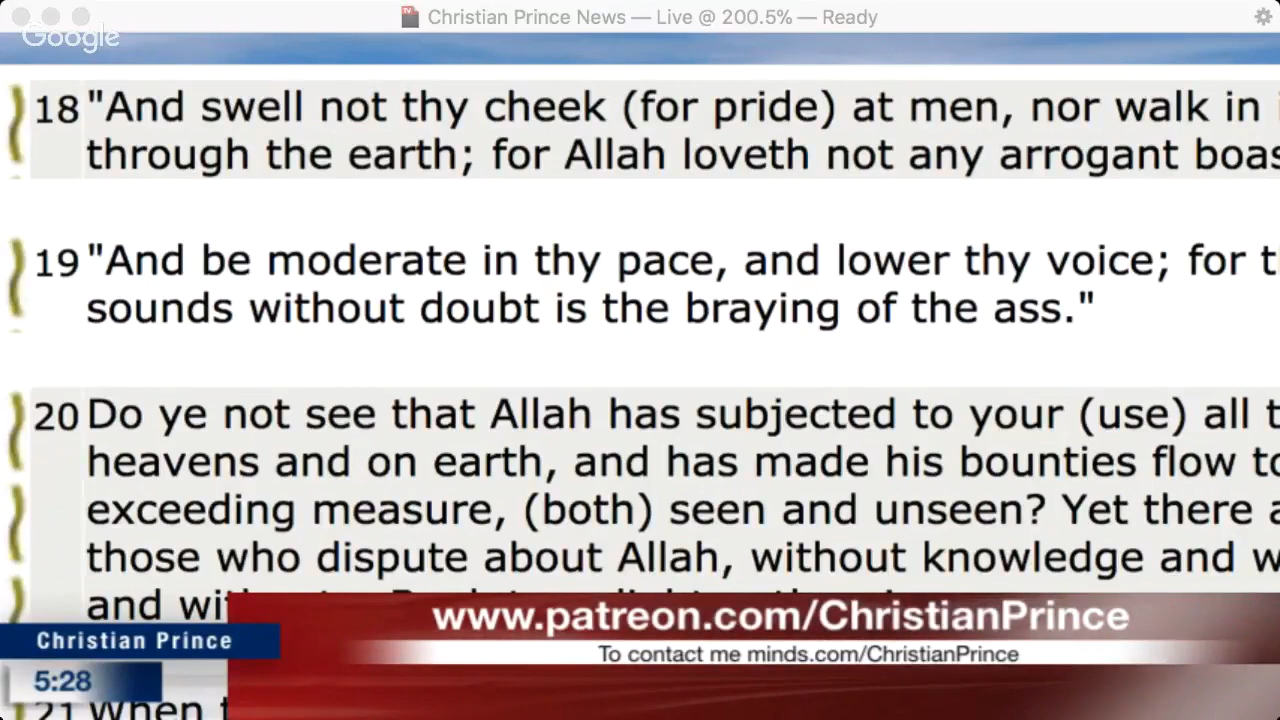 Christian Prince News — Live @ 200.5% — Ready
Google
18 "And swell not thy cheek (for pride) at men, nor walk in
through the earth; for Allah loveth not any arrogant
19 "And be moderate in thy pace, and lower thy voice; for
sounds without doubt is the braying of the ass."
20 Do ye not see that Allah has subjected to your (use) all
heavens and on earth, and has made his bounties flow
exceeding measure, (both) seen and unseen? Yet there
those who dispute about Allah, without knowledge and
and
www.patreon.com/ChristianPrince
Christian Prince
To contact me minds.com/ChristianPrince
5:28
21 When